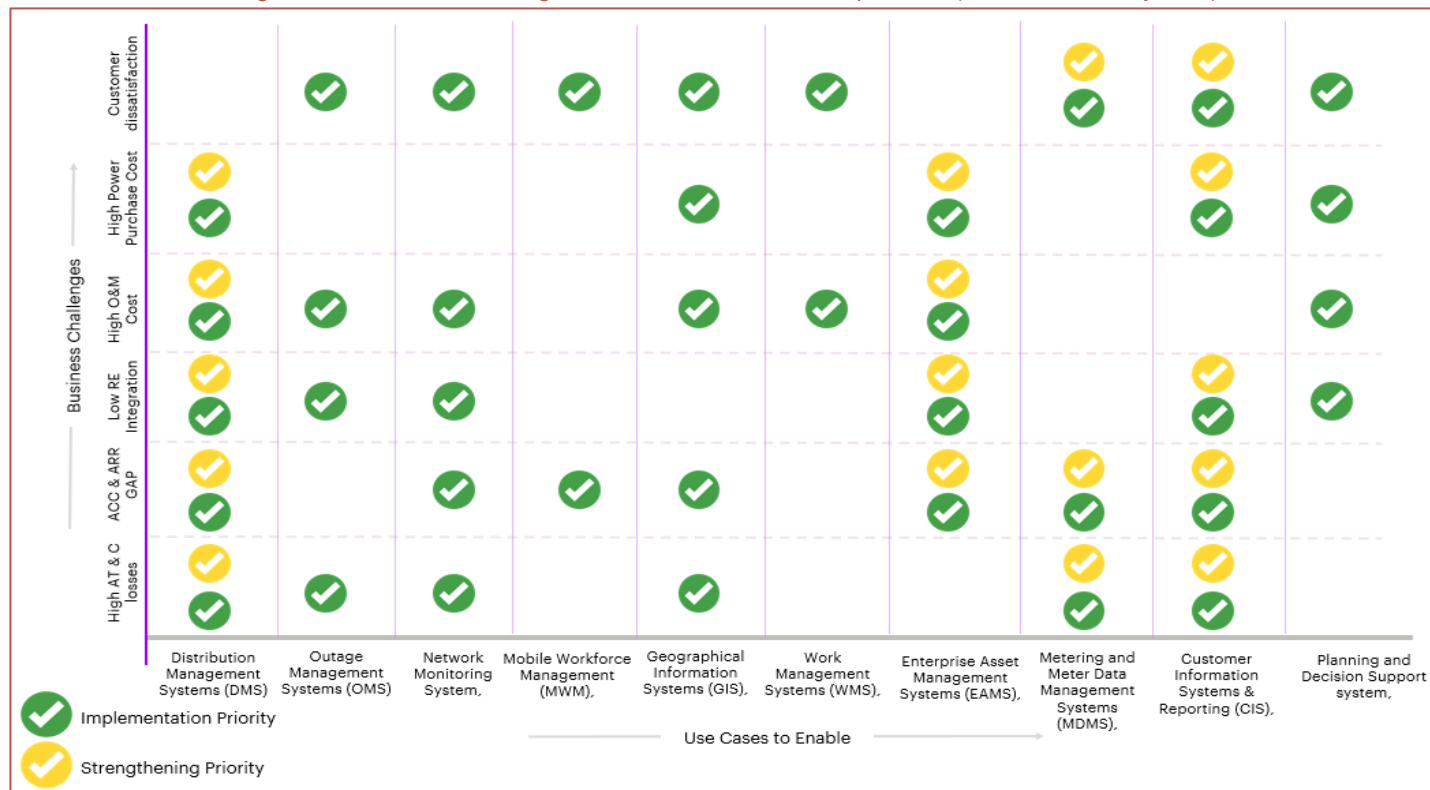 Customer
dissatisfaction
High Power
Purchase Cost
High O&M
Cost
Low RE
Integration
ACC & ARR
GAP
High AT & C
losses
Business Challenges
Distribution
Management
Systems (DMS)
Outage
Management
Systems (OMS)
Network
Monitoring
System,
Mobile Workforce
Management
(MWM),
Geographical
Information
Systems (GIS),
Work
Management
Systems (WMS),
Enterprise Asset
Management
Systems (EAMS),
Metering and
Meter Data
Management
Systems
(MDMS),
Customer
Information
Systems &
Reporting (CIS),
Planning and
Decision Support
system,
Implementation Priority
Use Cases to Enable
Strengthening Priority